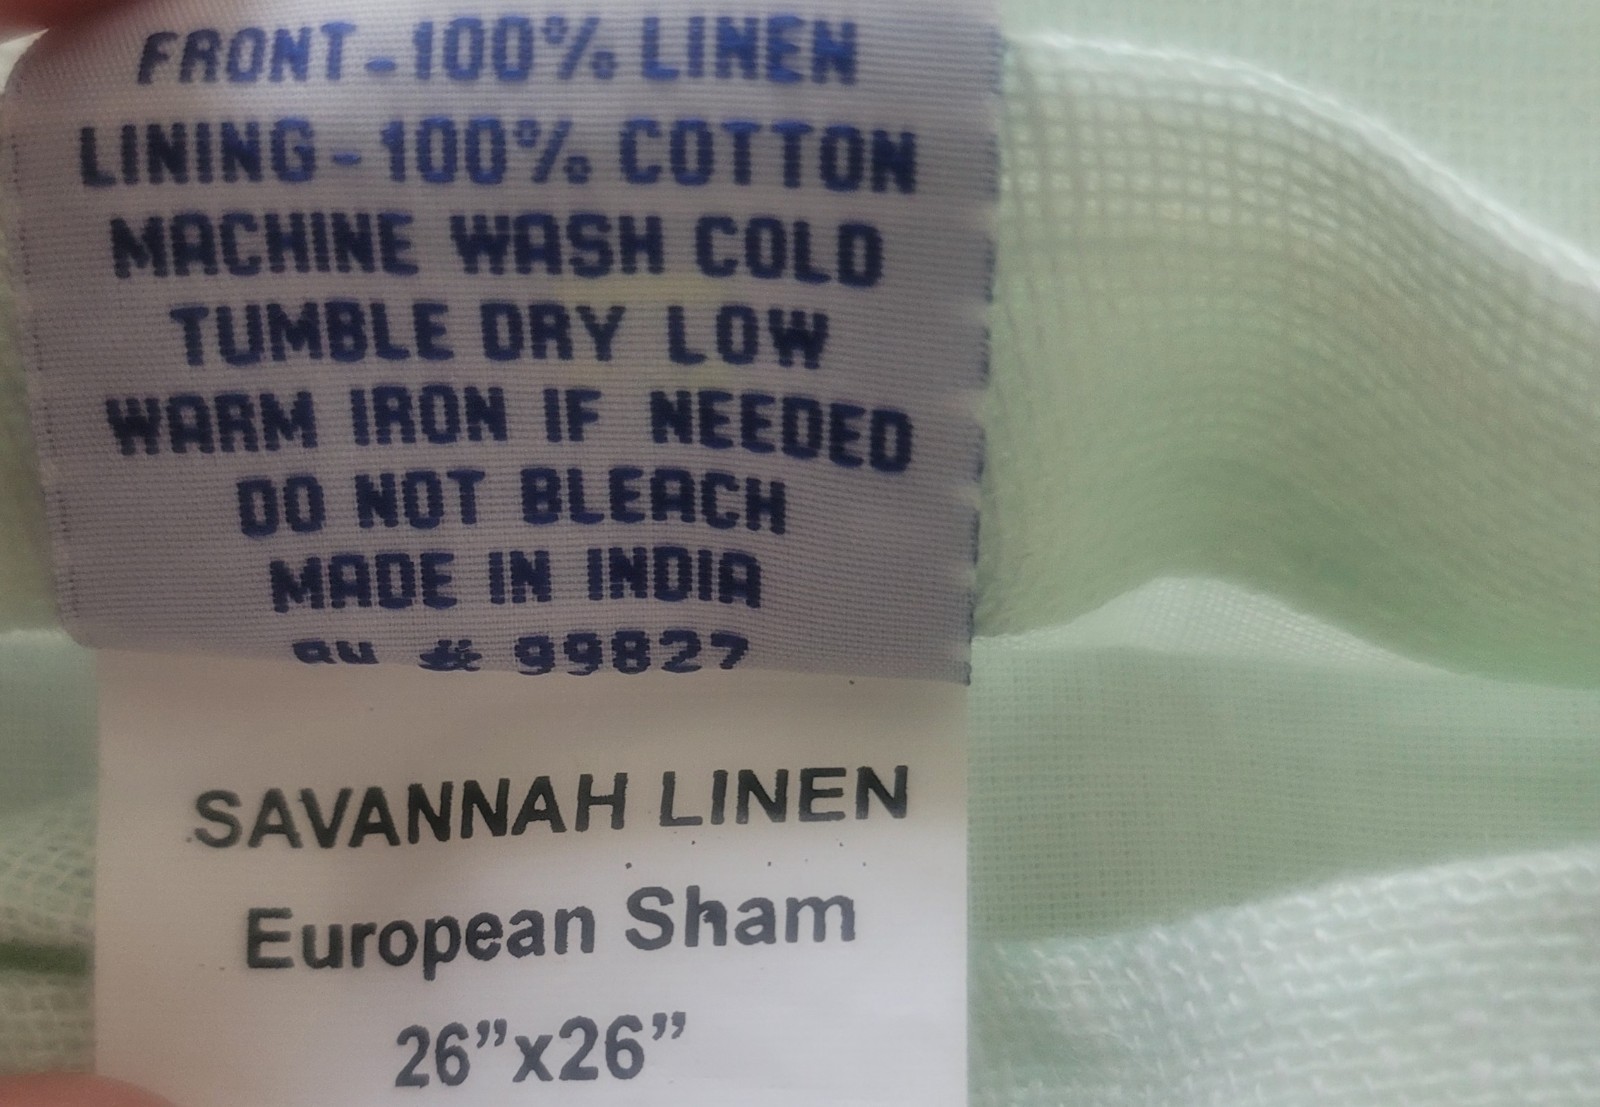 FRONT-100% LINEN
LINING-100% COTTON
MACHINE WASH COLD
TUMBLE DRY LOW
WARM IRON IF NEEDED
DO NOT BLEACH
MADE IN INDIA
# 99827
SAVANNAH LINEN
European Sham
26”x26”